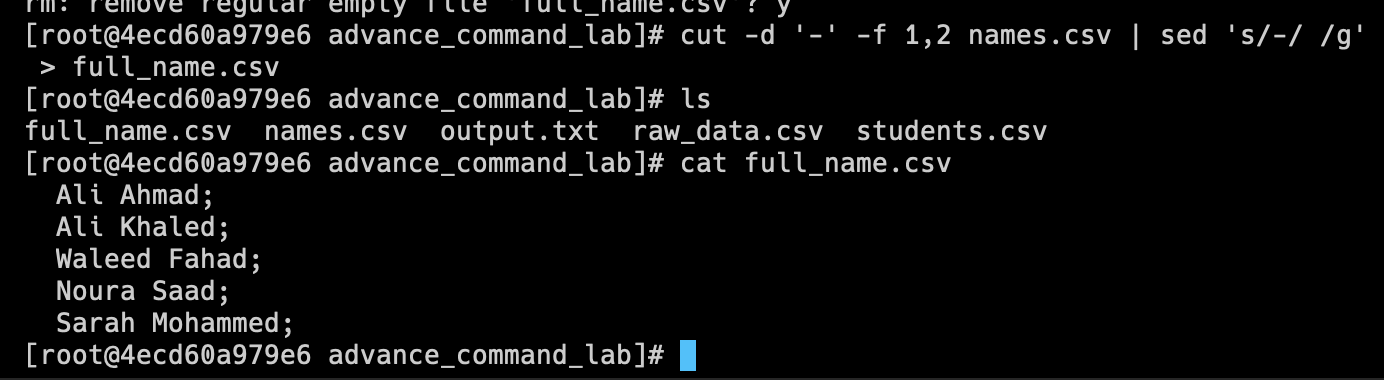 rm: remove regular empty file 'full_name.csv'? y
[root@4ecd60a979e6 advance_command_lab]# cut -d '-' -f 1,2 names.csv | sed 's/-/ /g'
 > full_name.csv
[root@4ecd60a979e6 advance_command_lab]# ls
full_name.csv  names.csv  output.txt  raw_data.csv  students.csv
[root@4ecd60a979e6 advance_command_lab]# cat full_name.csv
  Ali Ahmad;
  Ali Khaled;
  Waleed Fahad;
  Noura Saad;
  Sarah Mohammed;
[root@4ecd60a979e6 advance_command_lab]#